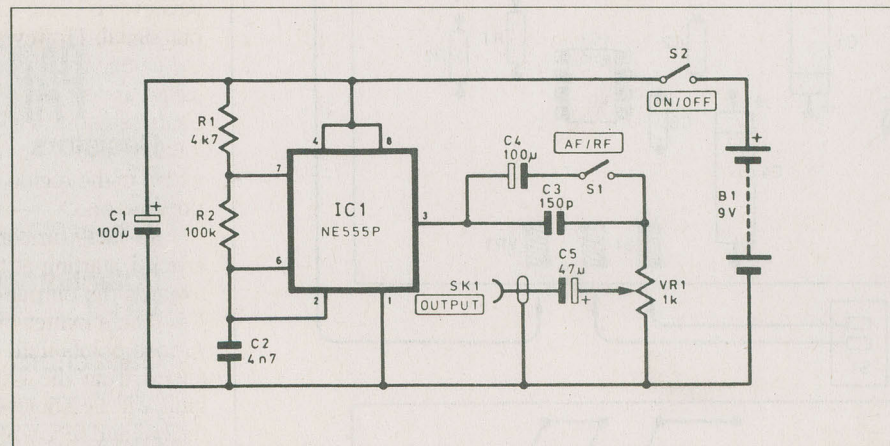 S2
ON/OFF
R1
4k7
4
8
C4
100µ
AF/RF
S1
7
+
C1
100µ
R2
100k
IC1
NE555P
3
C3
150p
+
B1
9V
6
2
1
SK1
OUTPUT
C5
47µ
+
VR1
1k
C2
4n7